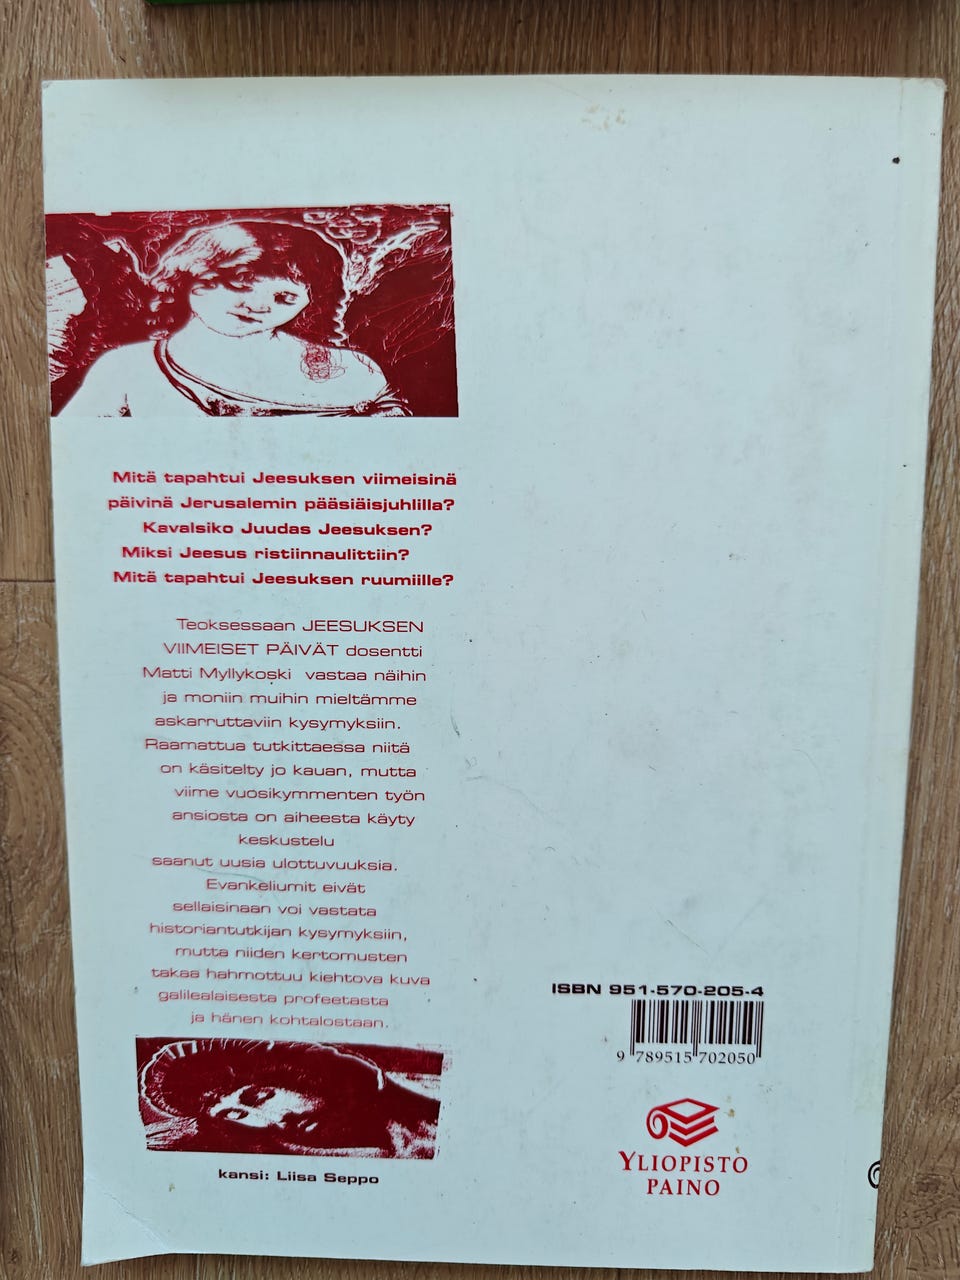 Mitä tapahtui Jeesuksen viimeisinä
päivinä Jerusalemin pääsiäisjuhlilla?
Kavalsiko Juudas Jeesuksen?
Miksi Jeesus ristiinnaulittiin?
Mitä tapahtui Jeesuksen ruumiille?
Teoksessaan JEESUKSEN
VIIMEISET PÄIVÄT dosentti
Matti Myllykoski vastaa näihin
ja moniin muihin mieltämme
askarruttaviin kysymyksiin.
Raamattua tutkittaessa niitä
on käsitelty jo kauan, mutta
viime vuosikymmenten työn
ansiosta on aiheesta käyty
keskustelu
saanut uusia ulottuvuuksia.
Evankeliumit eivät
sellaisinaan voi vastata
historiantutkijan kysymyksiin,
mutta niiden kertomusten
takaa hahmottuu kiehtova kuva
galilealaisesta profeetasta
ja hänen kohtalostaan.
kansi: Liisa Seppo
ISBN 951-570-205-4
9 789515 702050
YLIOPISTO
PAINO